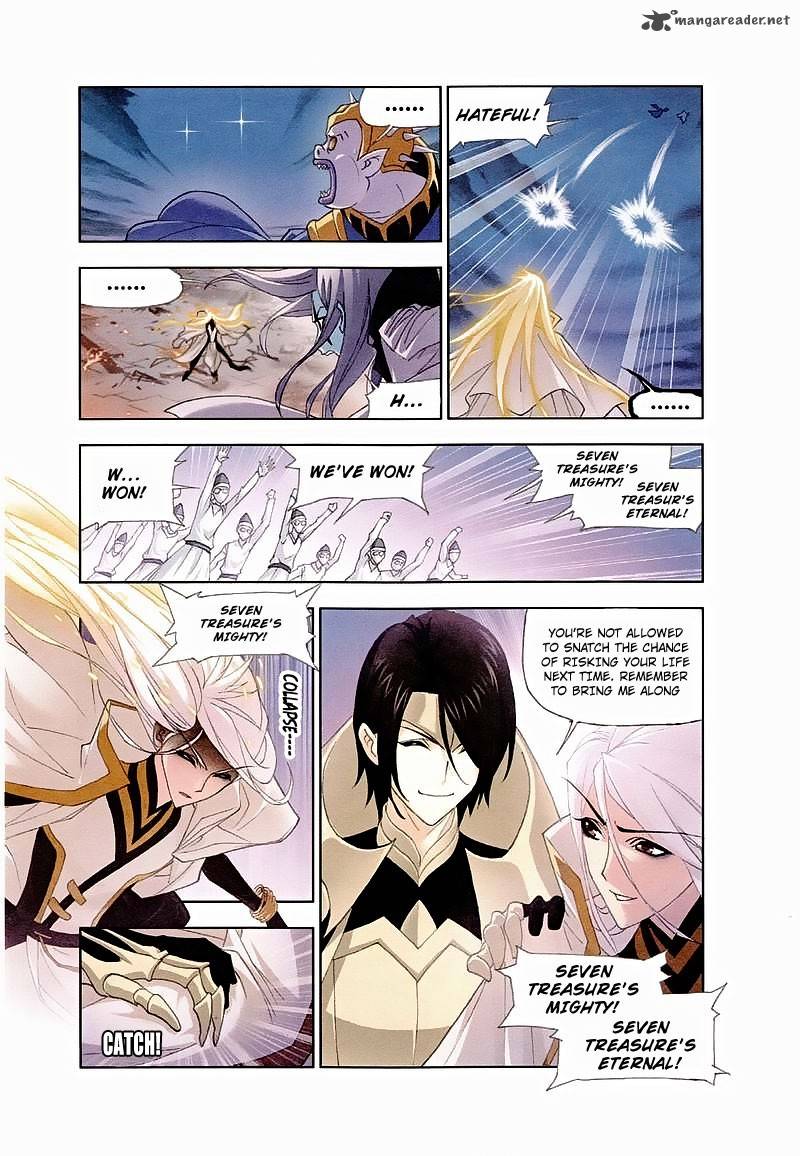 mangareader.net
......
HATEFUL!
......
H...
......
W...
WON!
WE'VE WON!
SEVEN
TREASURE'S
MIGHTY!
SEVEN
TREASUR'S
ETERNAL!
SEVEN
TREASURE'S
MIGHTY!
COLLAPSE....
YOU'RE NOT ALLOWED
TO SNATCH THE CHANCE
OF RISKING YOUR LIFE
NEXT TIME. REMEMBER
TO BRING ME ALONG
CATCH!
SEVEN
TREASURE'S
MIGHTY!
SEVEN
TREASURE'S
ETERNAL!